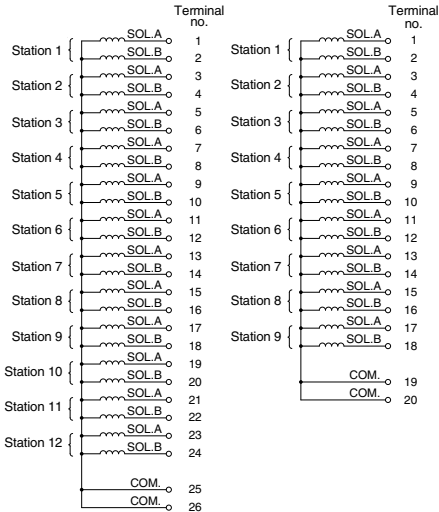 Terminal
no.
Station 1 SOL.A 1
SOL.B 2
Station 2 SOL.A 3
SOL.B 4
Station 3 SOL.A 5
SOL.B 6
Station 4 SOL.A 7
SOL.B 8
Station 5 SOL.A 9
SOL.B 10
Station 6 SOL.A 11
SOL.B 12
Station 7 SOL.A 13
SOL.B 14
Station 8 SOL.A 15
SOL.B 16
Station 9 SOL.A 17
SOL.B 18
Station 10 SOL.A 19
SOL.B 20
Station 11 SOL.A 21
SOL.B 22
Station 12 SOL.A 23
SOL.B 24
COM. 25
COM. 26
Terminal
no.
Station 1 SOL.A 1
SOL.B 2
Station 2 SOL.A 3
SOL.B 4
Station 3 SOL.A 5
SOL.B 6
Station 4 SOL.A 7
SOL.B 8
Station 5 SOL.A 9
SOL.B 10
Station 6 SOL.A 11
SOL.B 12
Station 7 SOL.A 13
SOL.B 14
Station 8 SOL.A 15
SOL.B 16
Station 9 SOL.A 17
SOL.B 18
COM. 19
COM. 20